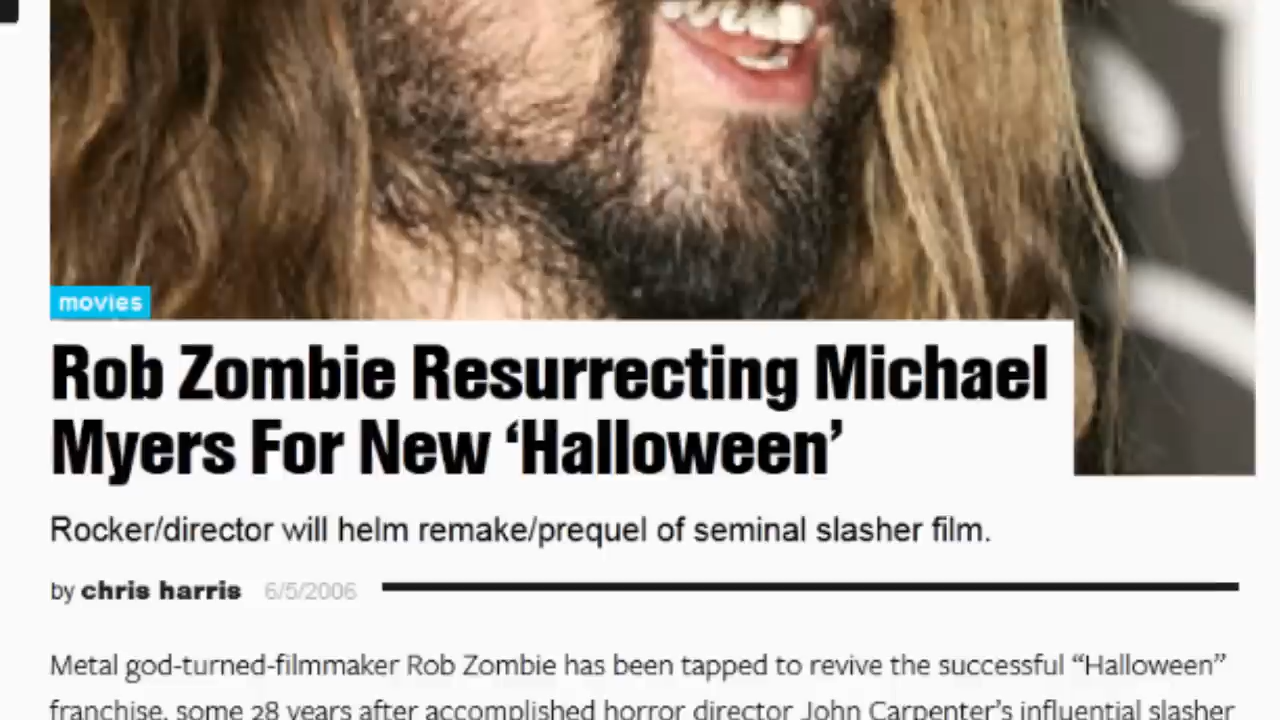 movies
Rob Zombie Resurrecting Michael
Myers For New ‘Halloween’
Rocker/director will helm remake/prequel of seminal slasher film.
by chris harris 6/5/2006
Metal god-turned-filmmaker Rob Zombie has been tapped to revive the successful “Halloween”
franchise, some 28 years after accomplished horror director John Carpenter’s influential slasher